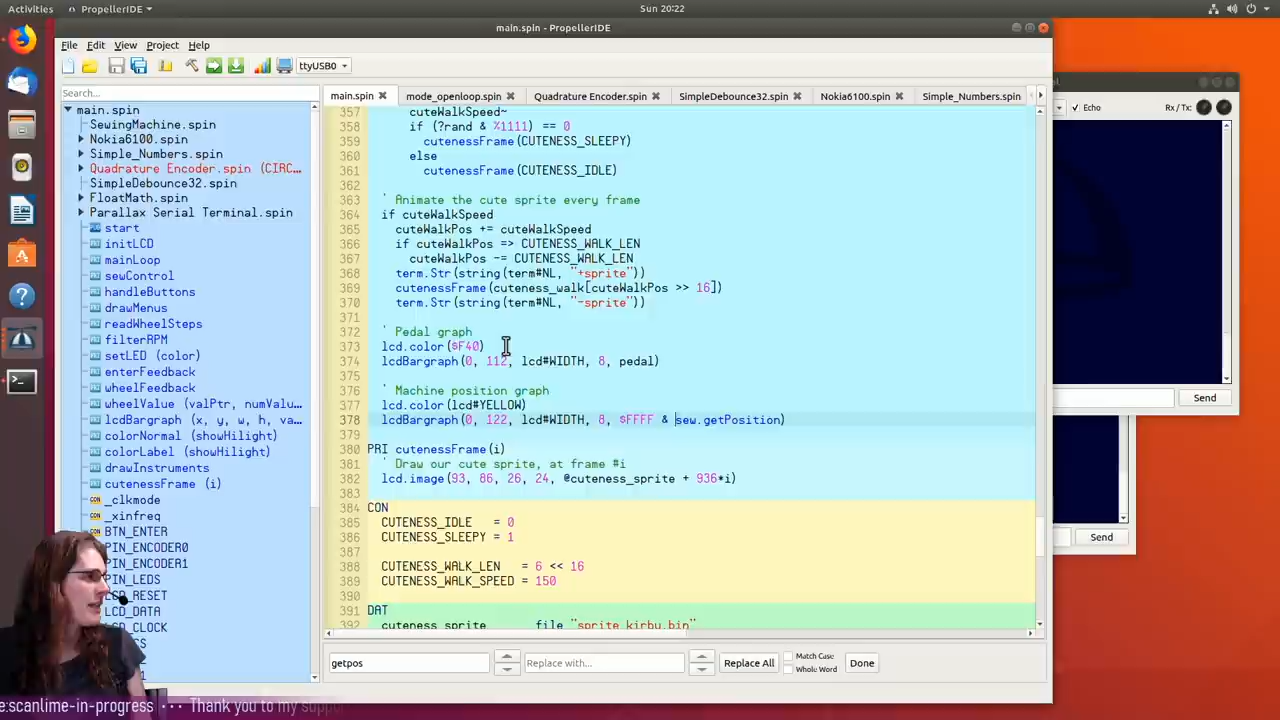 Activities
PropellerIDE
Sun 20:22
main.spin - PropellerIDE
File Edit View Project Help
ttyUSB0
Search...
main.spin
SewingMachine.spin
Nokia6100.spin
Simple_Numbers.spin
Quadrature Encoder.spin (CIRC...
SimpleDebounce32.spin
FloatMath.spin
Parallax Serial Terminal.spin
start
initLCD
mainLoop
sewControl
handleButtons
drawMenus
readWheelSteps
filterRPM
setLED (color)
enterFeedback
wheelFeedback
wheelValue (valPtr, numValu...
lcdBargraph (x, y, w, h, va...
colorNormal (showHilight)
colorLabel (showHilight)
drawInstruments
cutenessFrame (i)
_clkmode
_xinfreq
BTN_ENTER
PIN_ENCODER0
PIN_ENCODER1
PIN_LEDS
LCD_RESET
LCD_DATA
CD_CLOCK
main.spin
mode_openloop.spin
Quadrature Encoder.spin
SimpleDebounce32.spin
Nokia6100.spin
Simple_Numbers.spin
357 cuteWalkSpeed~
358 if (?rand & %1111) == 0
359 cutenessFrame(CUTENESS_SLEEPY)
360 else
361 cutenessFrame(CUTENESS_IDLE)
362
363 ' Animate the cute sprite every frame
364 if cuteWalkSpeed
365 cuteWalkPos += cuteWalkSpeed
366 if cuteWalkPos => CUTENESS_WALK_LEN
367 cuteWalkPos -= CUTENESS_WALK_LEN
368 term.Str(string(term#NL, "+sprite"))
369 cutenessFrame(cuteness_walk[cuteWalkPos >> 16])
370 term.Str(string(term#NL, "-sprite"))
371
372 ' Pedal graph
373 lcd.color($F40)
374 lcdBargraph(0, 112, lcd#WIDTH, 8, pedal)
375
376 ' Machine position graph
377 lcd.color(lcd#YELLOW)
378 lcdBargraph(0, 122, lcd#WIDTH, 8, $FFFF & sew.getPosition)
379
380 PRI cutenessFrame(i)
381 ' Draw our cute sprite, at frame #i
382 lcd.image(93, 86, 26, 24, @cuteness_sprite + 936*i)
383
384 CON
385 CUTENESS_IDLE = 0
386 CUTENESS_SLEEPY = 1
387
388 CUTENESS_WALK_LEN = 6 << 16
389 CUTENESS_WALK_SPEED = 150
390
391 DAT
392 cuteness_sprite file "sprite_kirby.bin"
getpos
Replace with...
Replace All
Match Case
Whole Word
Done
Echo
Rx / Tx:
Send
Send
e:scanlime-in-progress ··· Thank you to my suppo